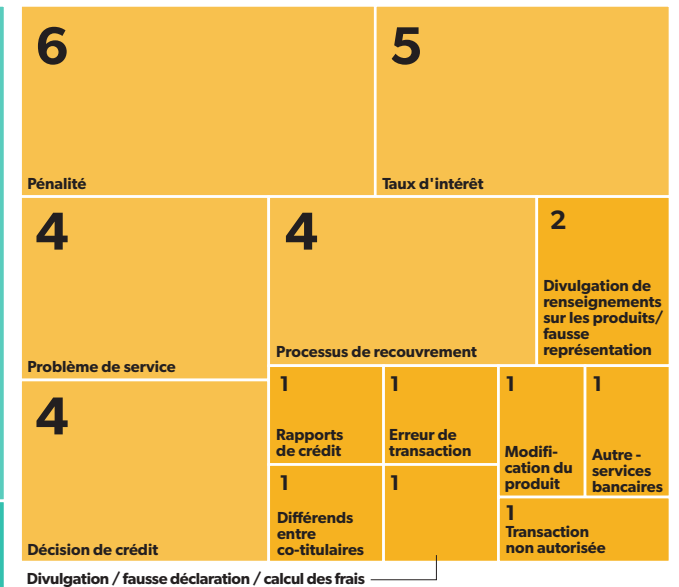 6
Pénalité
5
Taux d'intérêt
4
Problème de service
4
Processus de recouvrement
2
Divulgation de
renseignements
sur les produits/
fausse
représentation
4
Décision de crédit
1
Rapports
de crédit
1
Erreur de
transaction
1
Modifi-
cation du
produit
1
Autre -
services
bancaires
1
Différends
entre
co-titulaires
1
1
Transaction
non autorisée
Divulgation / fausse déclaration / calcul des frais